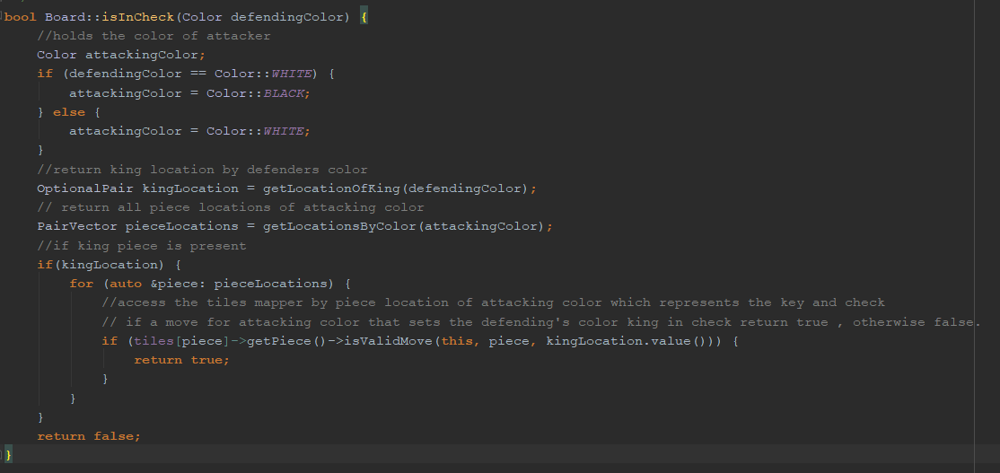 bool Board::isInCheck(Color defendingColor) {
    //holds the color of attacker
    Color attackingColor;
    if (defendingColor == Color::WHITE) {
        attackingColor = Color::BLACK;
    } else {
        attackingColor = Color::WHITE;
    }
    //return king location by defenders color
    OptionalPair kingLocation = getLocationOfKing(defendingColor);
    // return all piece locations of attacking color
    PairVector pieceLocations = getLocationsByColor(attackingColor);
    //if king piece is present
    if(kingLocation) {
        for (auto &piece: pieceLocations) {
            //access the tiles mapper by piece location of attacking color which represents the key and check
            // if a move for attacking color that sets the defending's color king in check return true , otherwise false.
            if (tiles[piece]->getPiece()->isValidMove(this, piece, kingLocation.value())) {
                return true;
            }
        }
    }
    return false;
}